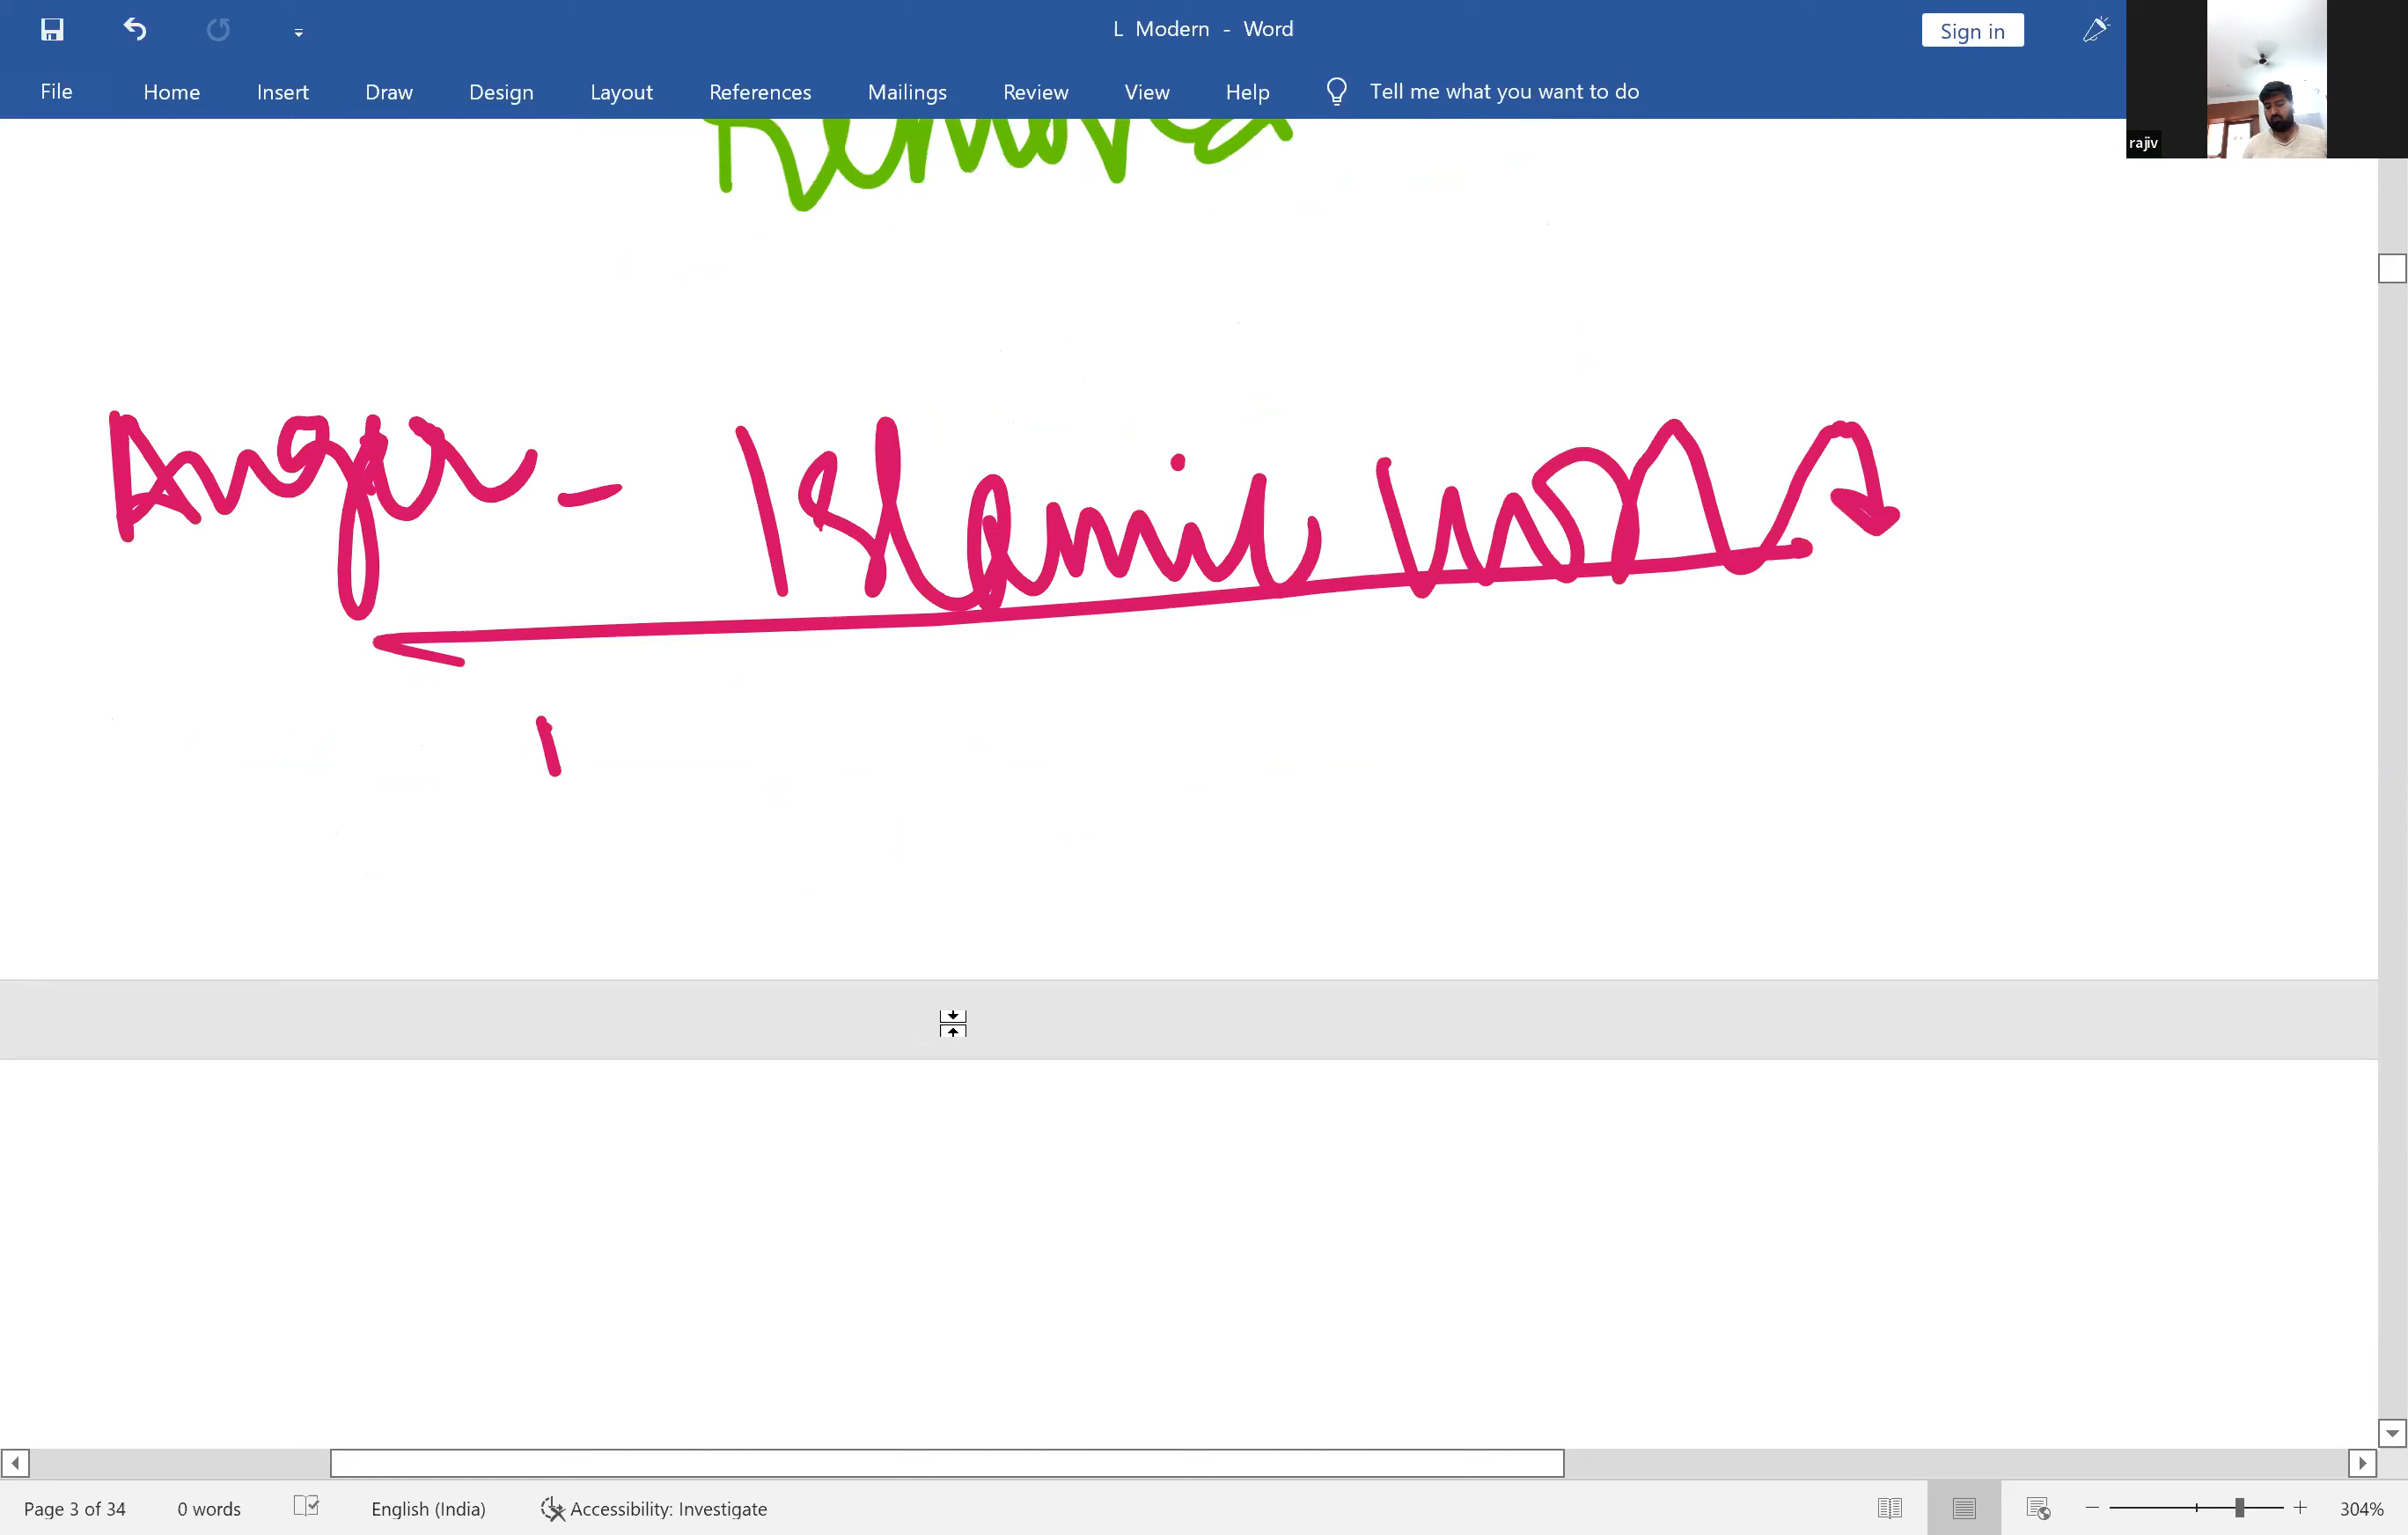 L Modern - Word
Sign in
File Home Insert Draw Design Layout References Mailings Review View Help Tell me what you want to do
rajiv
Removed
Anger - Islamic World
Page 3 of 34 0 words English (India) Accessibility: Investigate 304%